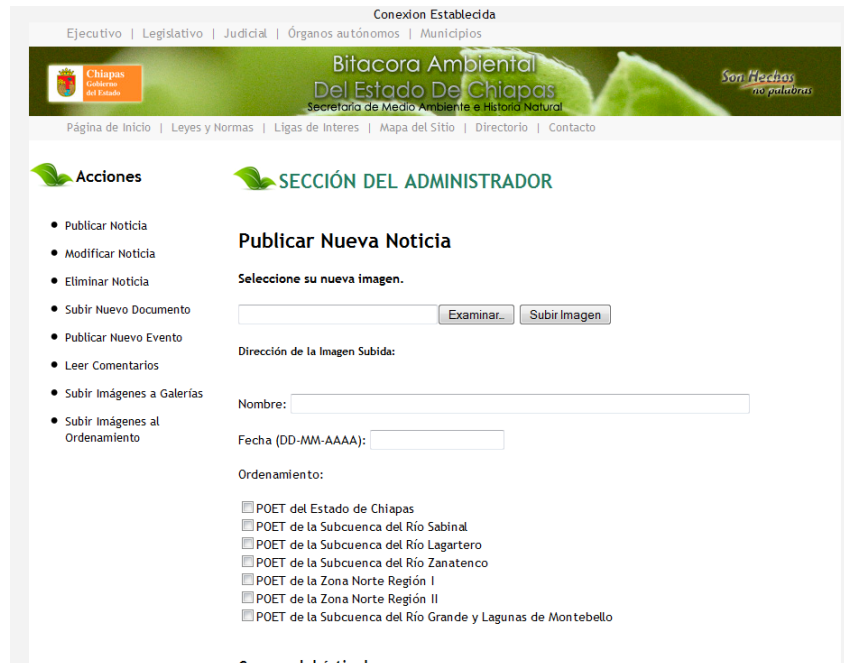 Conexion Establecida
Ejecutivo | Legislativo | Judicial | Órganos autónomos | Municipios
Chiapas
Gobierno
del Estado
Bitacora Ambiental
Del Estado De Chiapas
Secretaria de Medio Ambiente e Historia Natural
Son Hechos
no palabras
Página de Inicio | Leyes y Normas | Ligas de Interes | Mapa del Sitio | Directorio | Contacto
Acciones
Publicar Noticia
Modificar Noticia
Eliminar Noticia
Subir Nuevo Documento
Publicar Nuevo Evento
Leer Comentarios
Subir Imágenes a Galerías
Subir Imágenes al
Ordenamiento
SECCIÓN DEL ADMINISTRADOR
Publicar Nueva Noticia
Seleccione su nueva imagen.
Examinar... Subir Imagen
Dirección de la Imagen Subida:
Nombre:
Fecha (DD-MM-AAAA):
Ordenamiento:
POET del Estado de Chiapas
POET de la Subcuenca del Río Sabinal
POET de la Subcuenca del Río Lagartero
POET de la Subcuenca del Río Zanatenco
POET de la Zona Norte Región I
POET de la Zona Norte Región II
POET de la Subcuenca del Río Grande y Lagunas de Montebello